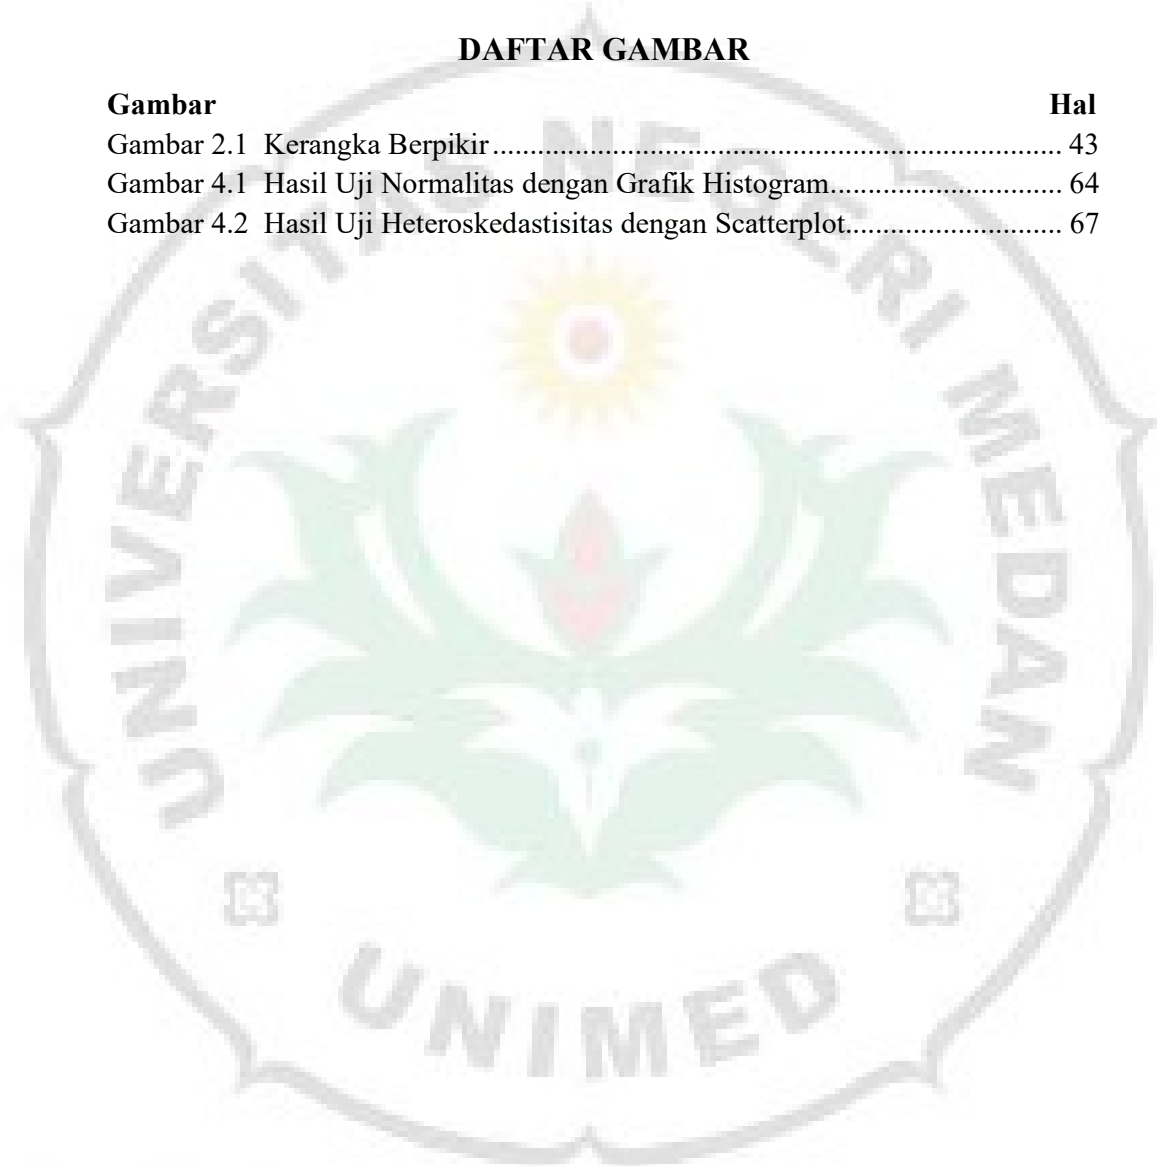 DAFTAR GAMBAR
Gambar Hal
Gambar 2.1 Kerangka Berpikir............................................................................ 43
Gambar 4.1 Hasil Uji Normalitas dengan Grafik Histogram............................... 64
Gambar 4.2 Hasil Uji Heteroskedastisitas dengan Scatterplot............................. 67
UNIVERSITAS NEGERI MEDAN
UNIMED